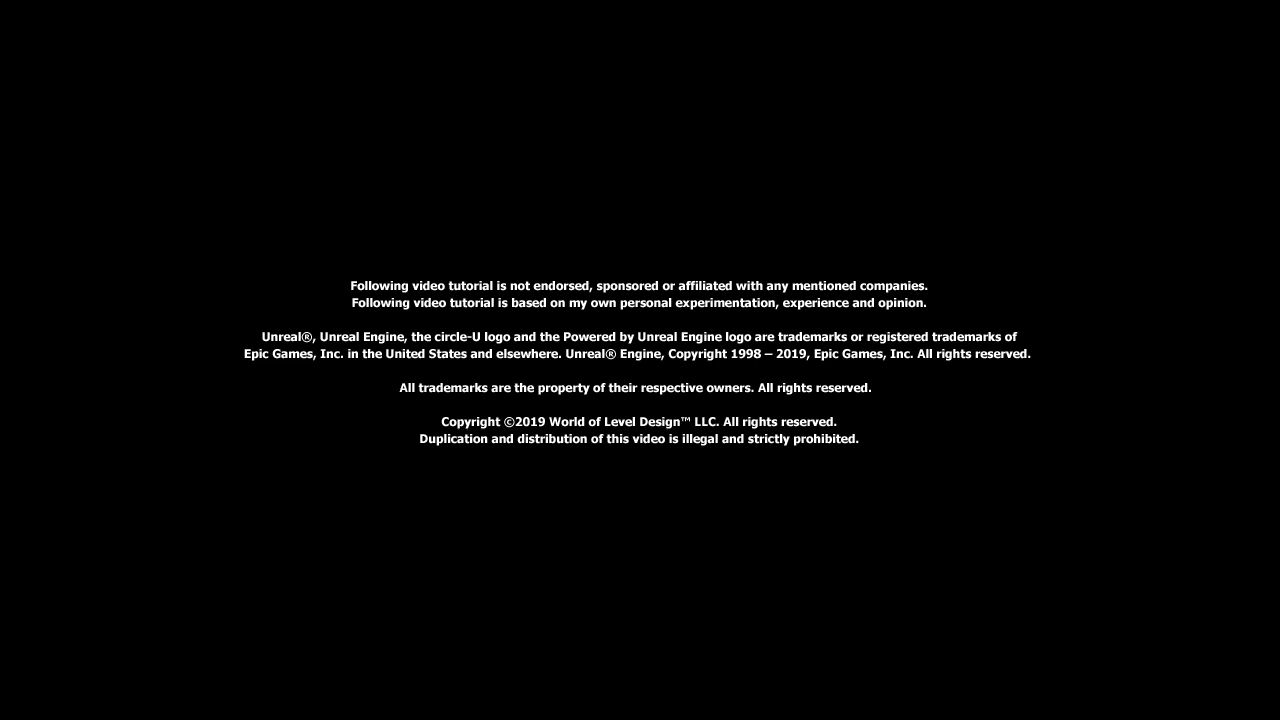 Following video tutorial is not endorsed, sponsored or affiliated with any mentioned companies.
Following video tutorial is based on my own personal experimentation, experience and opinion.
Unreal®, Unreal Engine, the circle-U logo and the Powered by Unreal Engine logo are trademarks or registered trademarks of
Epic Games, Inc. in the United States and elsewhere. Unreal® Engine, Copyright 1998 – 2019, Epic Games, Inc. All rights reserved.
All trademarks are the property of their respective owners. All rights reserved.
Copyright ©2019 World of Level Design™ LLC. All rights reserved.
Duplication and distribution of this video is illegal and strictly prohibited.